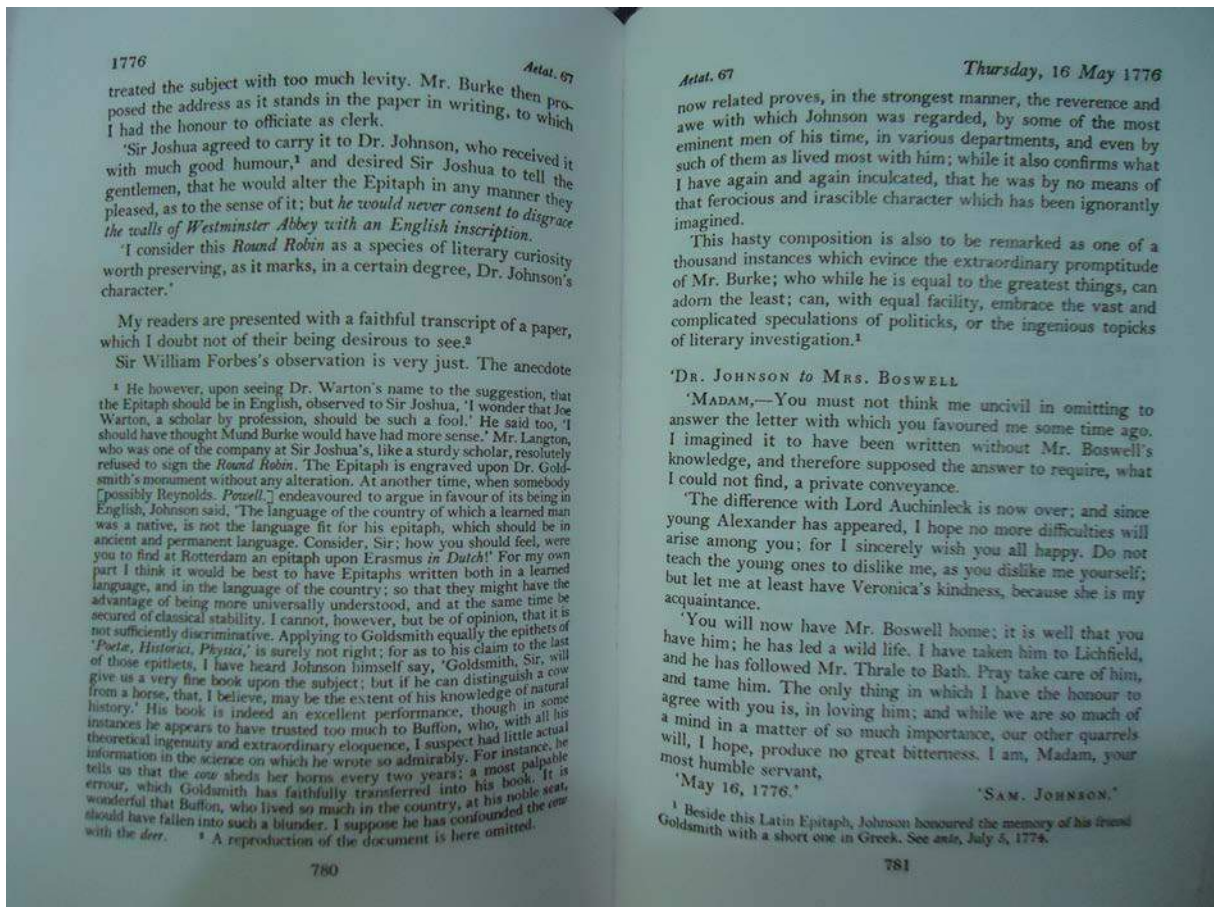 1776
Aetat. 67
treated the subject with too much levity. Mr. Burke then pro-
posed the address as it stands in the paper in writing, to which
I had the honour to officiate as clerk.
'Sir Joshua agreed to carry it to Dr. Johnson, who received it
with much good humour,¹ and desired Sir Joshua to tell the
gentlemen, that he would alter the Epitaph in any manner they
pleased, as to the sense of it; but he would never consent to disgrace
the walls of Westminster Abbey with an English inscription.
'I consider this Round Robin as a species of literary curiosity
worth preserving, as it marks, in a certain degree, Dr. Johnson's
character.'
My readers are presented with a faithful transcript of a paper,
which I doubt not of their being desirous to see.²
Sir William Forbes's observation is very just. The anecdote
¹ He however, upon seeing Dr. Warton's name to the suggestion, that
the Epitaph should be in English, observed to Sir Joshua, 'I wonder that Joe
Warton, a scholar by profession, should be such a fool.' He said too, 'I
should have thought Mund Burke would have had more sense.' Mr. Langton,
who was one of the company at Sir Joshua's, like a sturdy scholar, resolutely
refused to sign the Round Robin. The Epitaph is engraved upon Dr. Gold-
smith's monument without any alteration. At another time, when somebody
[possibly Reynolds. Powell.] endeavoured to argue in favour of its being in
English, Johnson said, 'The language of the country of which a learned man
was a native, is not the language fit for his epitaph, which should be in
ancient and permanent language. Consider, Sir; how you should feel, were
you to find at Rotterdam an epitaph upon Erasmus in Dutch!' For my own
part I think it would be best to have Epitaphs written both in a learned
language, and in the language of the country; so that they might have the
advantage of being more universally understood, and at the same time be
secured of classical stability. I cannot, however, but be of opinion, that it is
not sufficiently discriminative. Applying to Goldsmith equally the epithets of
'Poetæ, Historici, Physici,' is surely not right; for as to his claim to the last
of those epithets, I have heard Johnson himself say, 'Goldsmith, Sir, will
give us a very fine book upon the subject; but if he can distinguish a cow
from a horse, that, I believe, may be the extent of his knowledge of natural
history.' His book is indeed an excellent performance, though in some
instances he appears to have trusted too much to Buffon, who, with all his
theoretical ingenuity and extraordinary eloquence, I suspect had little actual
information in the science on which he wrote so admirably. For instance, he
tells us that the cow sheds her horns every two years; a most palpable
errour, which Goldsmith has faithfully transferred into his book. It is
wonderful that Buffon, who lived so much in the country, at his noble seat,
should have fallen into such a blunder. I suppose he has confounded the cow
with the deer. ² A reproduction of the document is here omitted.
780
Aetat. 67
Thursday, 16 May 1776
now related proves, in the strongest manner, the reverence and
awe with which Johnson was regarded, by some of the most
eminent men of his time, in various departments, and even by
such of them as lived most with him; while it also confirms what
I have again and again inculcated, that he was by no means of
that ferocious and irascible character which has been ignorantly
imagined.
This hasty composition is also to be remarked as one of a
thousand instances which evince the extraordinary promptitude
of Mr. Burke; who while he is equal to the greatest things, can
adorn the least; can, with equal facility, embrace the vast and
complicated speculations of politicks, or the ingenious topicks
of literary investigation.¹
'DR. JOHNSON to MRS. BOSWELL
'MADAM,—You must not think me uncivil in omitting to
answer the letter with which you favoured me some time ago.
I imagined it to have been written without Mr. Boswell's
knowledge, and therefore supposed the answer to require, what
I could not find, a private conveyance.
'The difference with Lord Auchinleck is now over; and since
young Alexander has appeared, I hope no more difficulties will
arise among you; for I sincerely wish you all happy. Do not
teach the young ones to dislike me, as you dislike me yourself;
but let me at least have Veronica's kindness, because she is my
acquaintance.
'You will now have Mr. Boswell home; it is well that you
have him; he has led a wild life. I have taken him to Lichfield,
and he has followed Mr. Thrale to Bath. Pray take care of him,
and tame him. The only thing in which I have the honour to
agree with you is, in loving him; and while we are so much of
a mind in a matter of so much importance, our other quarrels
will, I hope, produce no great bitterness. I am, Madam, your
most humble servant,
'May 16, 1776.' 'SAM. JOHNSON.'
¹ Beside this Latin Epitaph, Johnson honoured the memory of his friend
Goldsmith with a short one in Greek. See ante, July 5, 1774.
781